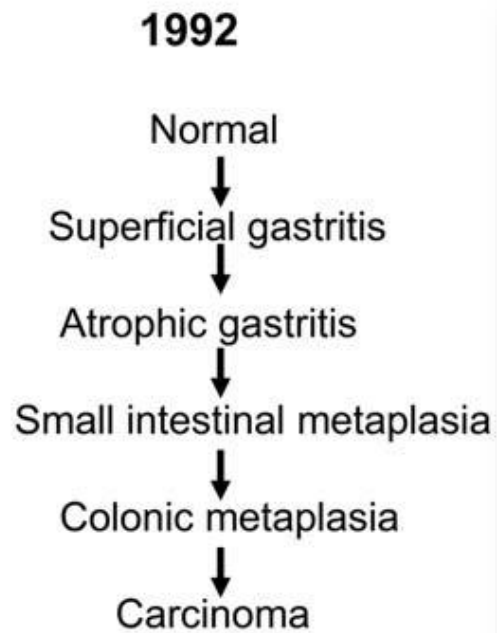 1992
Normal
Superficial gastritis
Atrophic gastritis
Small intestinal metaplasia
Colonic metaplasia
Carcinoma